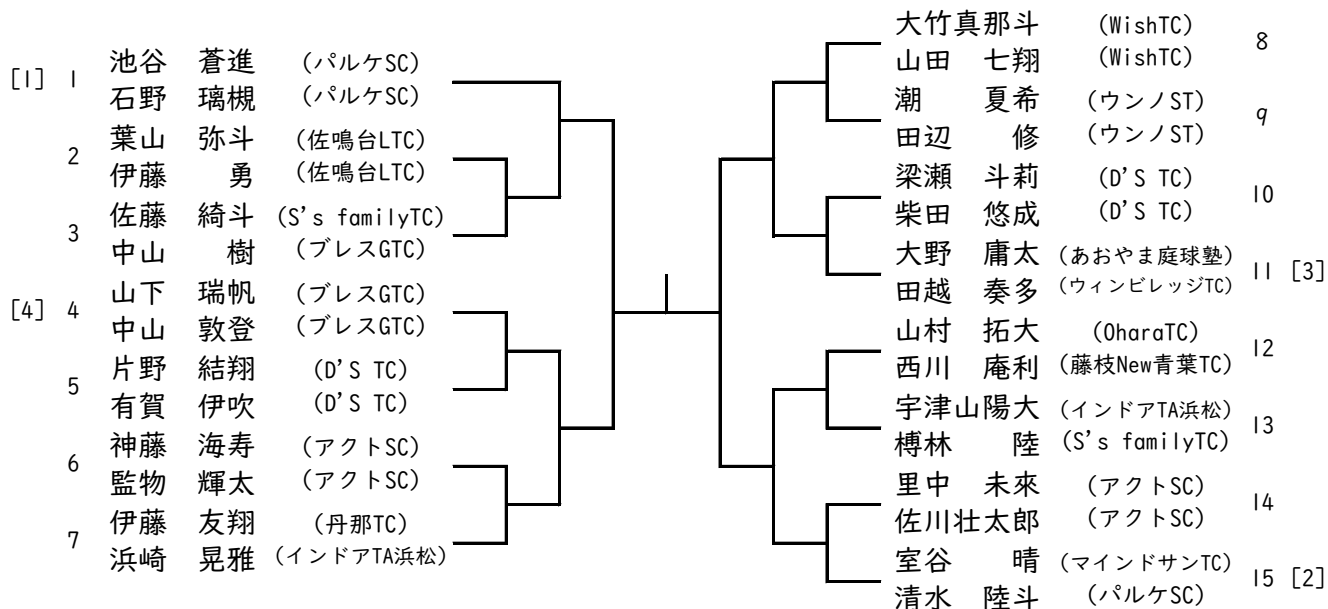 [1] 1 池谷 蒼進 (パルケSC)
石野 璃槻 (パルケSC)
2 葉山 弥斗 (佐鳴台LTC)
伊藤 勇 (佐鳴台LTC)
3 佐藤 綺斗 (S's familyTC)
中山 樹 (ブレスGTC)
[4] 4 山下 瑞帆 (ブレスGTC)
中山 敦登 (ブレスGTC)
5 片野 結翔 (D'S TC)
有賀 伊吹 (D'S TC)
6 神藤 海寿 (アクトSC)
監物 輝太 (アクトSC)
7 伊藤 友翔 (丹那TC)
浜崎 晃雅 (インドアTA浜松)
大竹真那斗 (WishTC) 8
山田 七翔 (WishTC)
潮 夏希 (ウンノST) 9
田辺 修 (ウンノST)
梁瀬 斗莉 (D'S TC) 10
柴田 悠成 (D'S TC)
大野 庸太 (あおやま庭球塾) 11 [3]
田越 奏多 (ウィンビレッジTC)
山村 拓大 (OharaTC) 12
西川 庵利 (藤枝New青葉TC)
宇津山陽大 (インドアTA浜松) 13
榑林 陸 (S's familyTC)
里中 未來 (アクトSC) 14
佐川壮太郎 (アクトSC)
室谷 晴 (マインドサンTC) 15 [2]
清水 陸斗 (パルケSC)